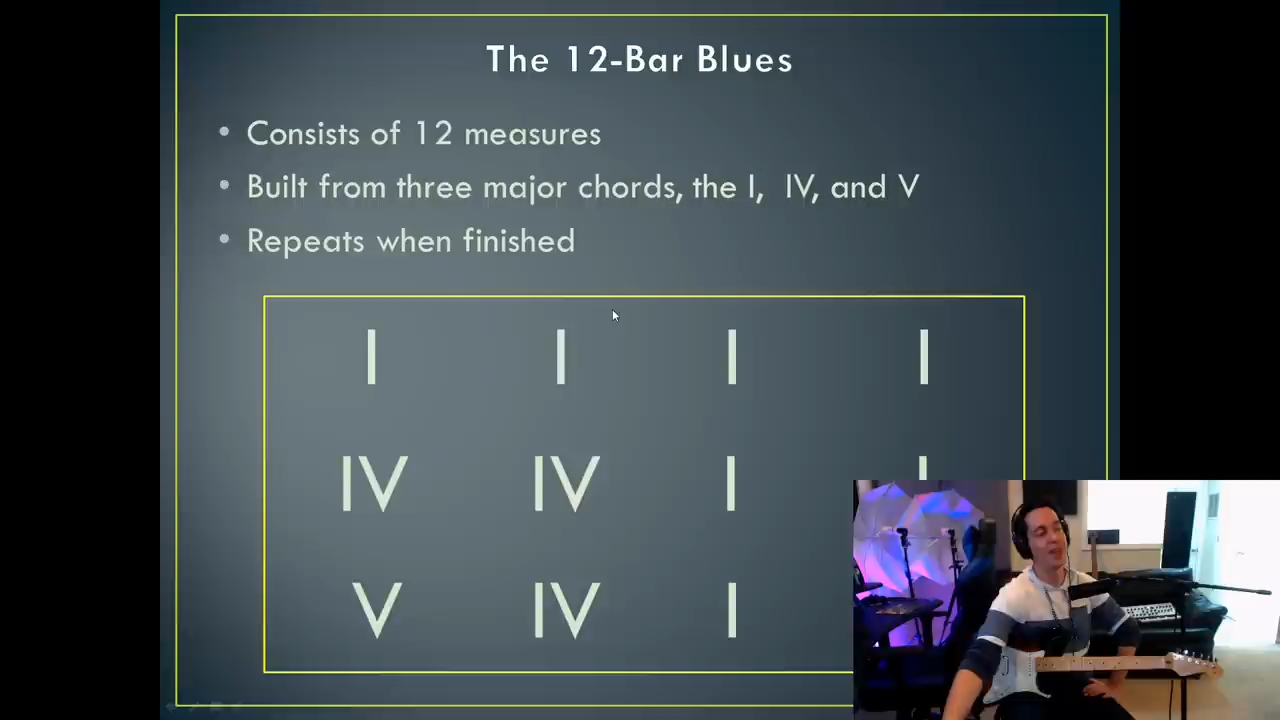 The 12-Bar Blues
• Consists of 12 measures
• Built from three major chords, the I, IV, and V
• Repeats when finished
I I I I
IV IV I I
V IV I